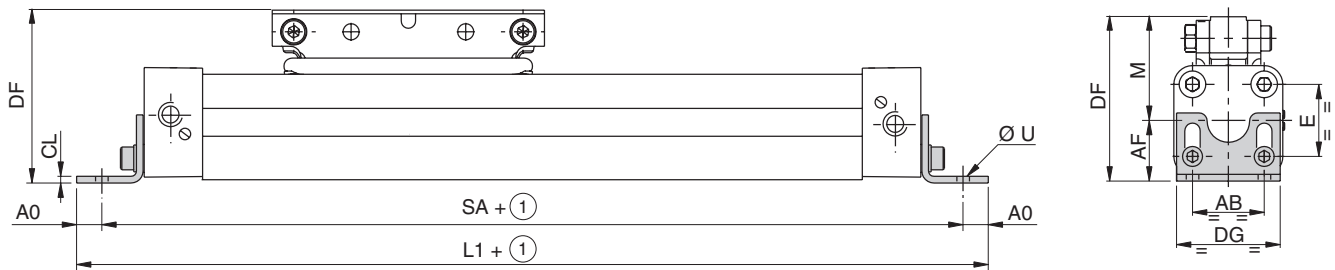 DF
CL
A0
SA + ①
A0
L1 + ①
Ø U
DF
M
AF
E
=
=
AB
= =
DG
= =